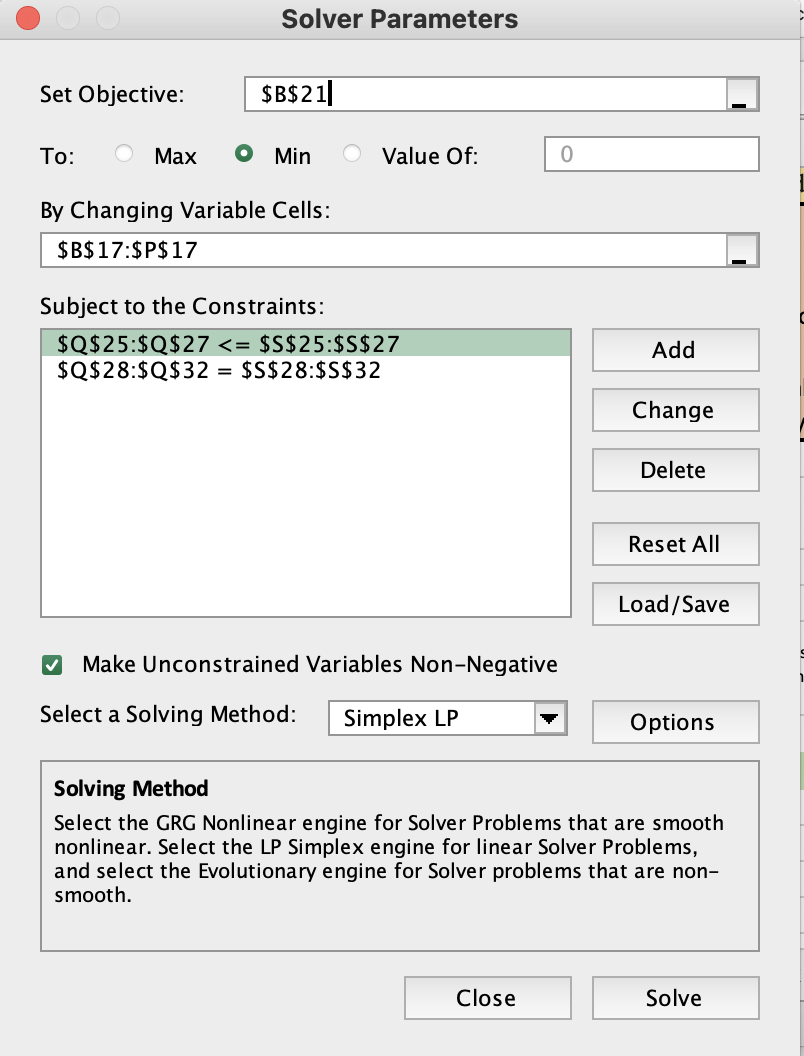 Solver Parameters
Set Objective: $B$21
To: Max Min Value Of: 0
By Changing Variable Cells:
$B$17:$P$17
Subject to the Constraints:
$Q$25:$Q$27 <= $S$25:$S$27
$Q$28:$Q$32 = $S$28:$S$32
Add
Change
Delete
Reset All
Load/Save
Make Unconstrained Variables Non-Negative
Select a Solving Method: Simplex LP Options
Solving Method
Select the GRG Nonlinear engine for Solver Problems that are smooth
nonlinear. Select the LP Simplex engine for linear Solver Problems,
and select the Evolutionary engine for Solver problems that are non-
smooth.
Close Solve